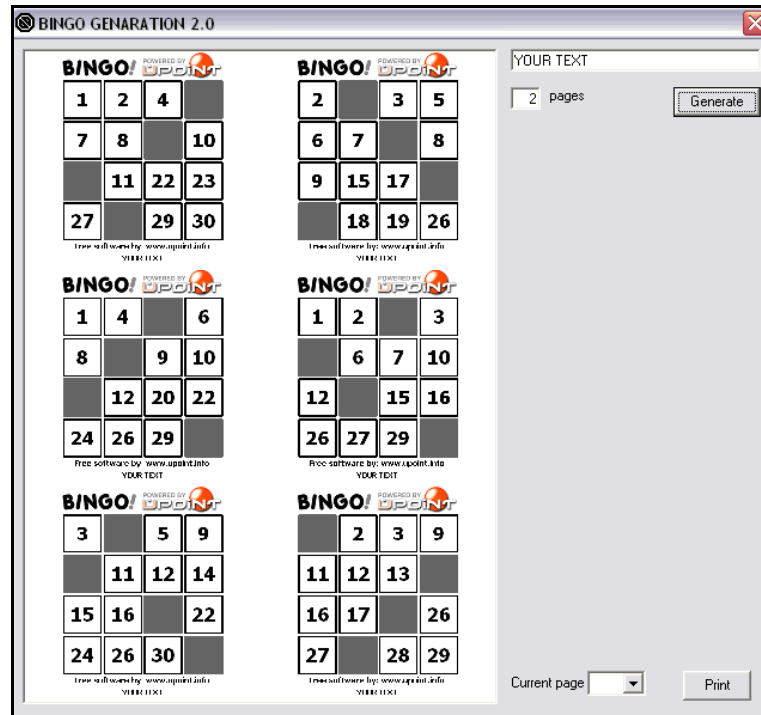 BINGO GENARATION 2.0
YOUR TEXT
2 pages
Generate
BINGO! POWERED BY UPOINT
1 2 4
7 8 10
11 22 23
27 29 30
Free software by: www.upoint.info
YOUR TEXT
BINGO! POWERED BY UPOINT
2 3 5
6 7 8
9 15 17
18 19 26
Free software by: www.upoint.info
YOUR TEXT
BINGO! POWERED BY UPOINT
1 4 6
8 9 10
12 20 22
24 26 29
Free software by: www.upoint.info
YOUR TEXT
BINGO! POWERED BY UPOINT
1 2 3
6 7 10
12 15 16
26 27 29
Free software by: www.upoint.info
YOUR TEXT
BINGO! POWERED BY UPOINT
3 5 9
11 12 14
15 16 22
24 26 30
Free software by: www.upoint.info
YOUR TEXT
BINGO! POWERED BY UPOINT
2 3 9
11 12 13
16 17 26
27 28 29
Free software by: www.upoint.info
YOUR TEXT
Current page
Print